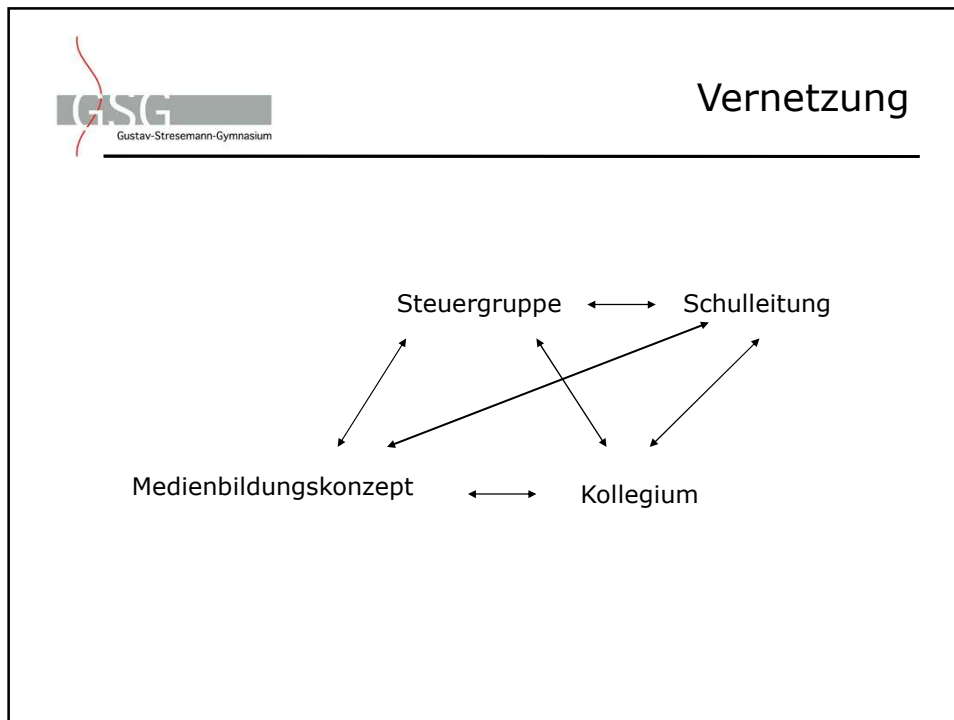 GSG
Gustav-Stresemann-Gymnasium
Vernetzung
Steuergruppe
Schulleitung
Medienbildungskonzept
Kollegium